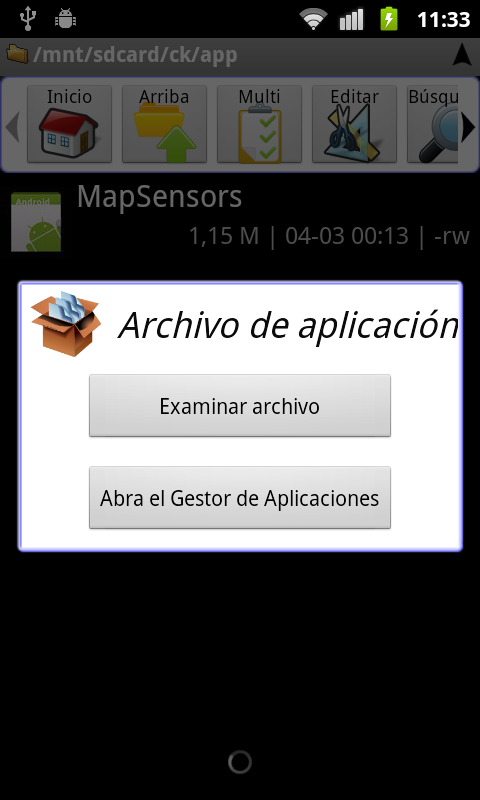 11:33
/mnt/sdcard/ck/app
Inicio Arriba Multi Editar Búsqu
Android
MapSensors
1,15 M | 04-03 00:13 | -rw
Archivo de aplicación
Examinar archivo
Abra el Gestor de Aplicaciones